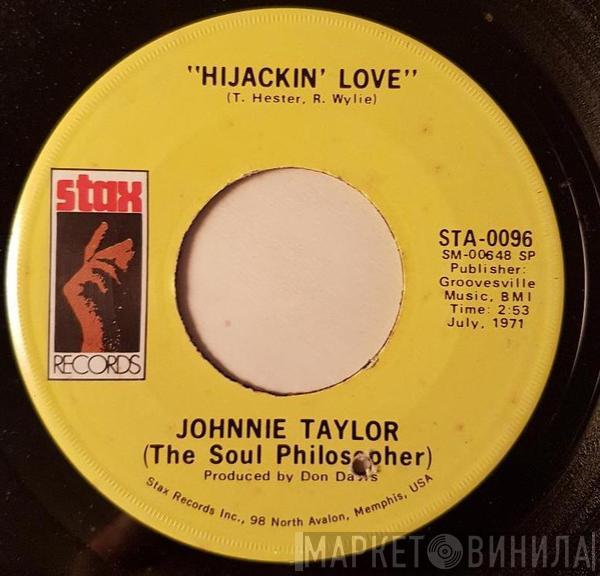 "HIJACKIN' LOVE"
(T. Hester, R. Wylie)
stax
RECORDS
STA-0096
SM-00648 SP
Publisher:
Groovesville
Music, BMI
Time: 2:53
July, 1971
JOHNNIE TAYLOR
(The Soul Philosopher)
Produced by Don Davis
Stax Records Inc., 98 North Avalon, Memphis, USA
МАРКЕТ ВИНИЛА